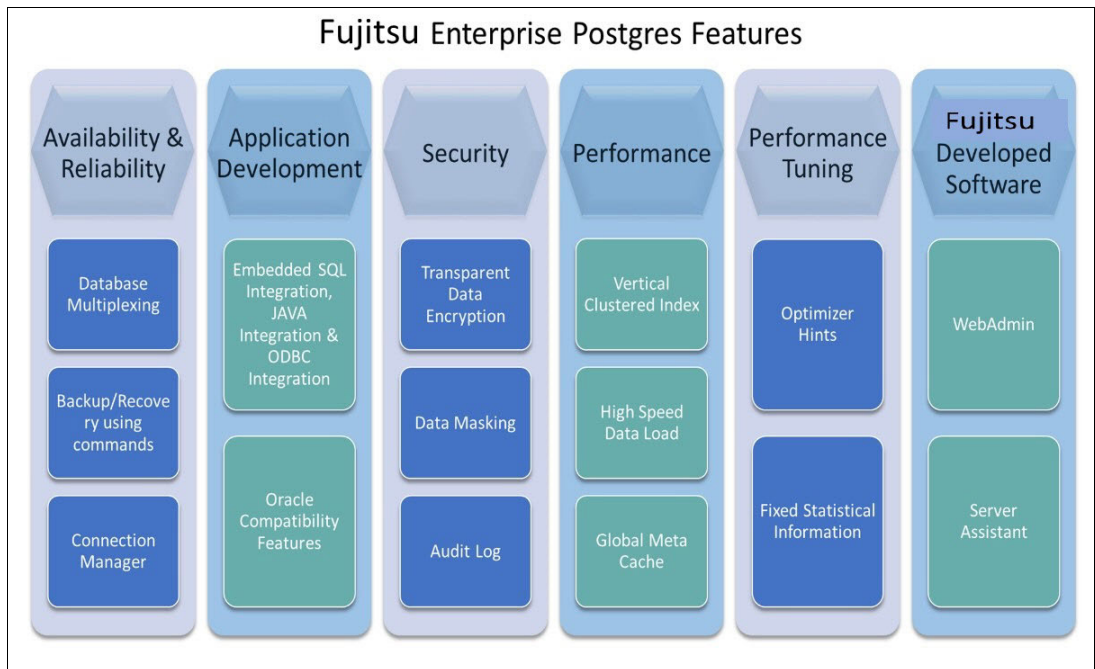 Fujitsu Enterprise Postgres Features
Availability &
Reliability
Database
Multiplexing
Backup/Recove
ry using
commands
Connection
Manager
Application
Development
Embedded SQL
Integration,
JAVA
Integration &
ODBC
Integration
Oracle
Compatibility
Features
Security
Transparent
Data
Encryption
Data Masking
Audit Log
Performance
Vertical
Clustered Index
High Speed
Data Load
Global Meta
Cache
Performance
Tuning
Optimizer
Hints
Fixed Statistical
Information
Fujitsu
Developed
Software
WebAdmin
Server
Assistant